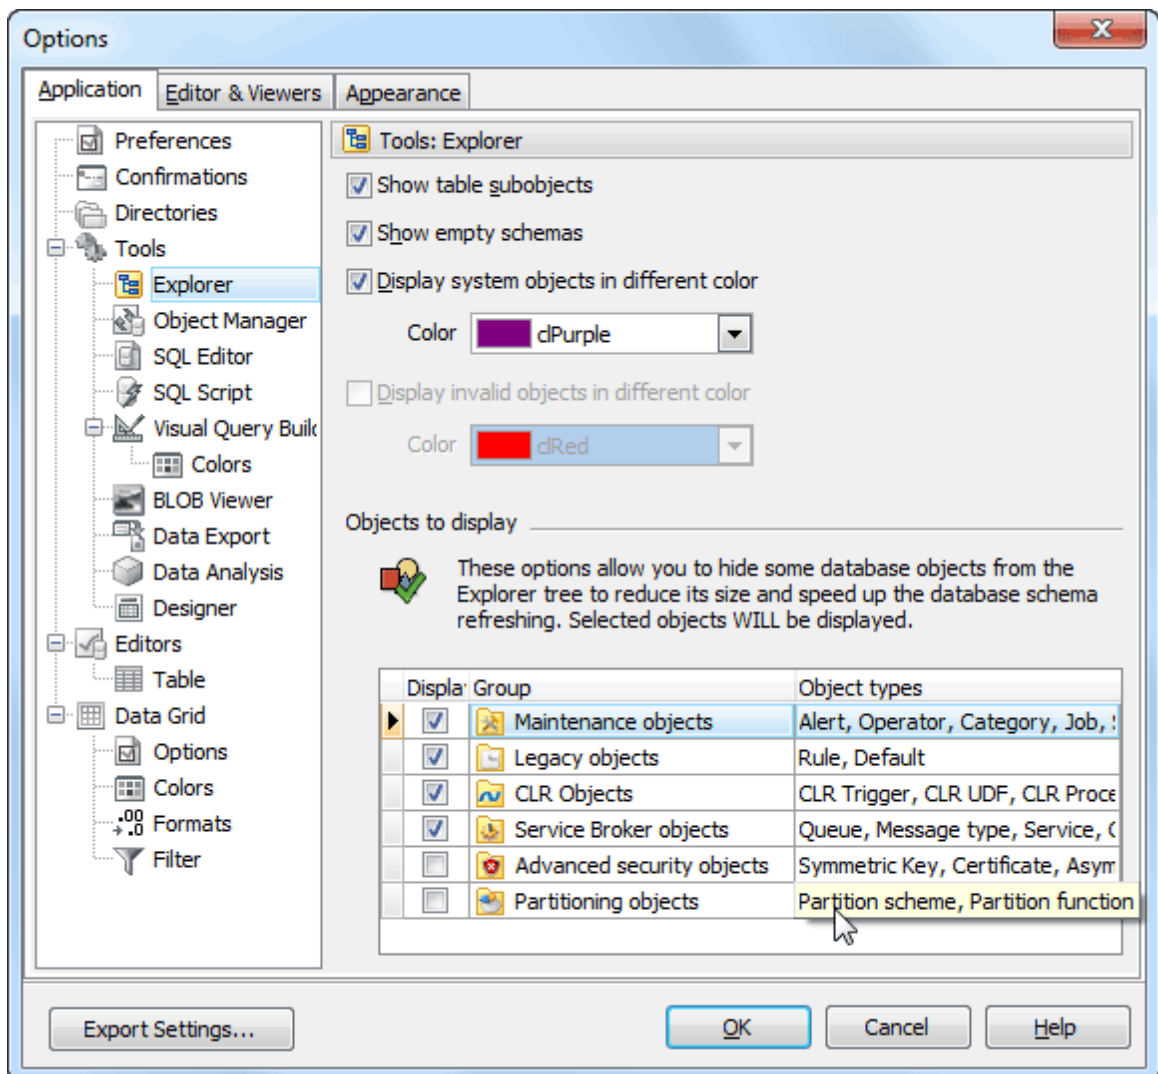 Options
Application Editor & Viewers Appearance
Preferences
Confirmations
Directories
Tools
Explorer
Object Manager
SQL Editor
SQL Script
Visual Query Build
Colors
BLOB Viewer
Data Export
Data Analysis
Designer
Editors
Table
Data Grid
Options
Colors
Formats
Filter
Tools: Explorer
Show table subobjects
Show empty schemas
Display system objects in different color
Color clPurple
Display invalid objects in different color
Color clRed
Objects to display
These options allow you to hide some database objects from the
Explorer tree to reduce its size and speed up the database schema
refreshing. Selected objects WILL be displayed.
Display Group Object types
Maintenance objects Alert, Operator, Category, Job,
Legacy objects Rule, Default
CLR Objects CLR Trigger, CLR UDF, CLR Proce
Service Broker objects Queue, Message type, Service,
Advanced security objects Symmetric Key, Certificate, Asym
Partitioning objects Partition scheme, Partition function
Export Settings... OK Cancel Help